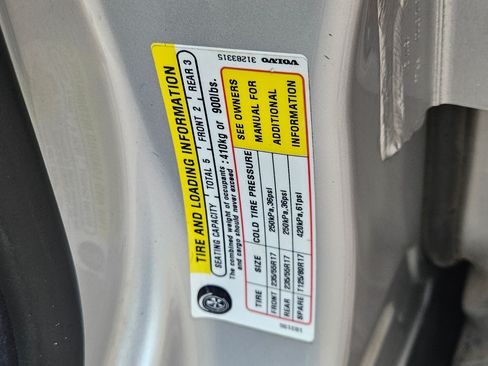 TIRE AND LOADING INFORMATION
SEATING CAPACITY TOTAL 5 FRONT 2 REAR 3
The combined weight of occupants and cargo should never exceed : 410kg or 900lbs.
TIRE SIZE COLD TIRE PRESSURE
FRONT 235/55R17 250kPa,36psi
REAR 235/55R17 250kPa,36psi
SPARE T125/80R17 420kPa,61psi
SEE OWNERS
MANUAL FOR
ADDITIONAL
INFORMATION
VOLVO 31283315